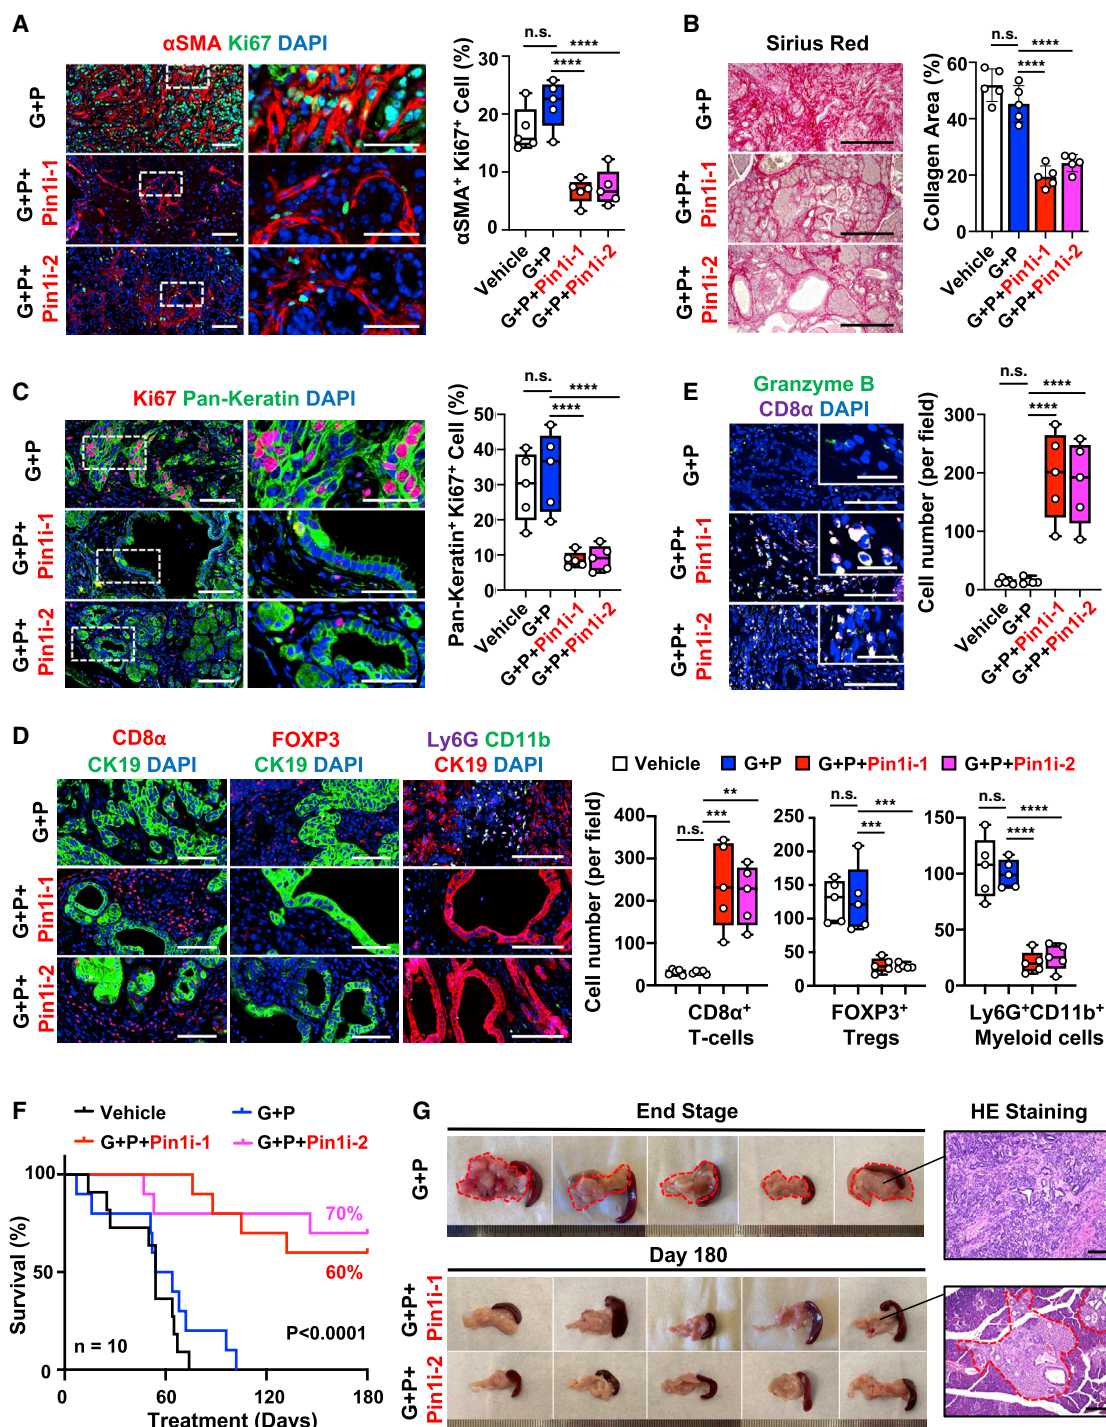 A
αSMA Ki67 DAPI
G+P
G+P+
Pin1i-1
G+P+
Pin1i-2
αSMA⁺ Ki67⁺ Cell (%)
30
20
10
0
n.s.
****
****
Vehicle
G+P
G+P+Pin1i-1
G+P+Pin1i-2
B
Sirius Red
G+P
G+P+
Pin1i-1
G+P+
Pin1i-2
Collagen Area (%)
60
40
20
0
n.s.
****
****
Vehicle
G+P
G+P+Pin1i-1
G+P+Pin1i-2
C
Ki67 Pan-Keratin DAPI
G+P
G+P+
Pin1i-1
G+P+
Pin1i-2
Pan-Keratin⁺ Ki67⁺ Cell (%)
50
40
30
20
10
0
n.s.
****
****
Vehicle
G+P
G+P+Pin1i-1
G+P+Pin1i-2
E
Granzyme B
CD8α DAPI
G+P
G+P+
Pin1i-1
G+P+
Pin1i-2
Cell number (per field)
300
200
100
0
n.s.
****
****
Vehicle
G+P
G+P+Pin1i-1
G+P+Pin1i-2
D
CD8α
CK19 DAPI
FOXP3
CK19 DAPI
Ly6G CD11b
CK19 DAPI
G+P
G+P+
Pin1i-1
G+P+
Pin1i-2
Vehicle G+P G+P+Pin1i-1 G+P+Pin1i-2
Cell number (per field)
400
300
200
100
0
n.s.
***
**
CD8α⁺
T-cells
250
200
150
100
50
0
n.s.
***
***
FOXP3⁺
Tregs
150
100
50
0
n.s.
****
****
Ly6G⁺CD11b⁺
Myeloid cells
F
Vehicle G+P
G+P+Pin1i-1 G+P+Pin1i-2
Survival (%)
100
50
0
70%
60%
P<0.0001
n = 10
0 60 120 180
Treatment (Days)
G
End Stage
HE Staining
G+P
Day 180
G+P+
Pin1i-1
G+P+
Pin1i-2